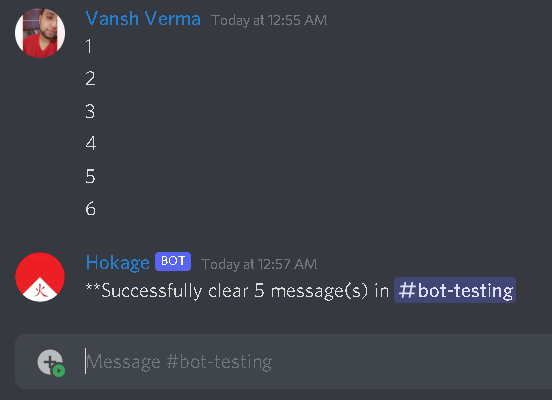 Vansh Verma Today at 12:55 AM
1
2
3
4
5
6
Hokage BOT Today at 12:57 AM
**Successfully clear 5 message(s) in #bot-testing
火
Message #bot-testing